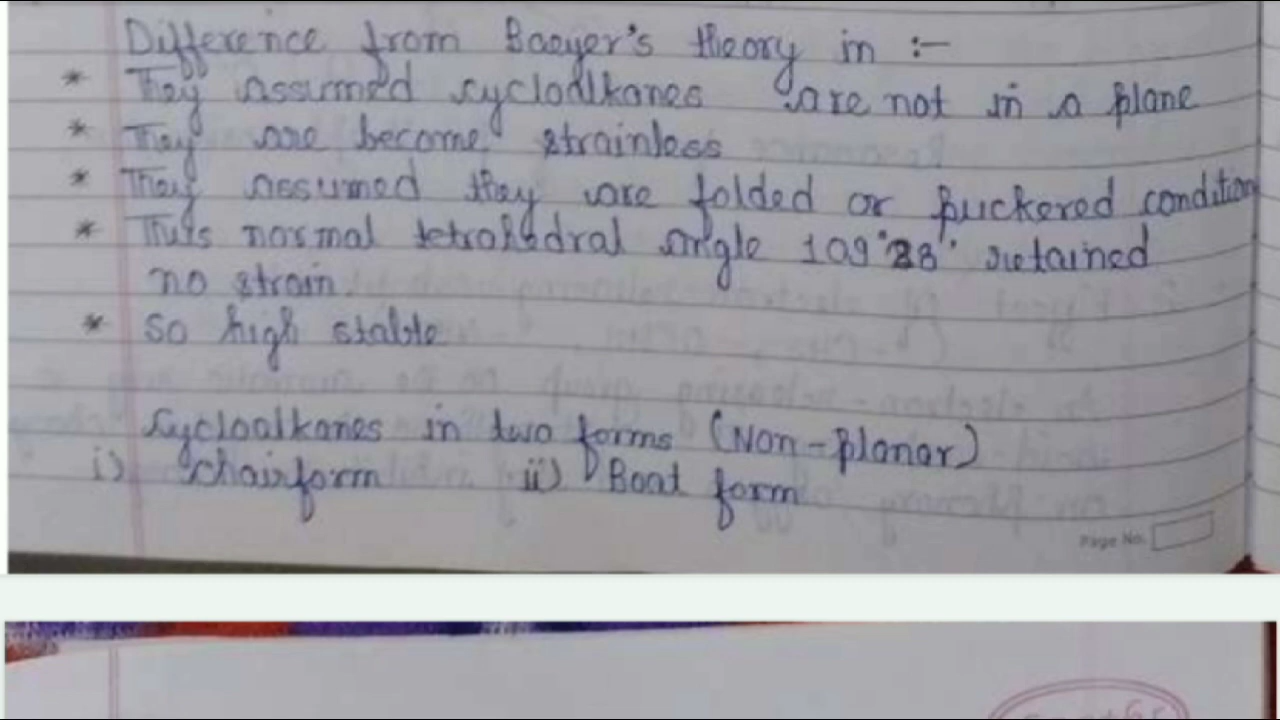 Difference from Baeyer's theory in :-
* They assumed cycloalkanes are not in a plane
* They are become strainless
* They assumed they are folded or puckered condition
* Thus normal tetrahedral angle 109°28' retained
no strain.
* So high stable
Cycloalkanes in two forms (Non-planar)
i) Chairform ii) Boat form
Page No.